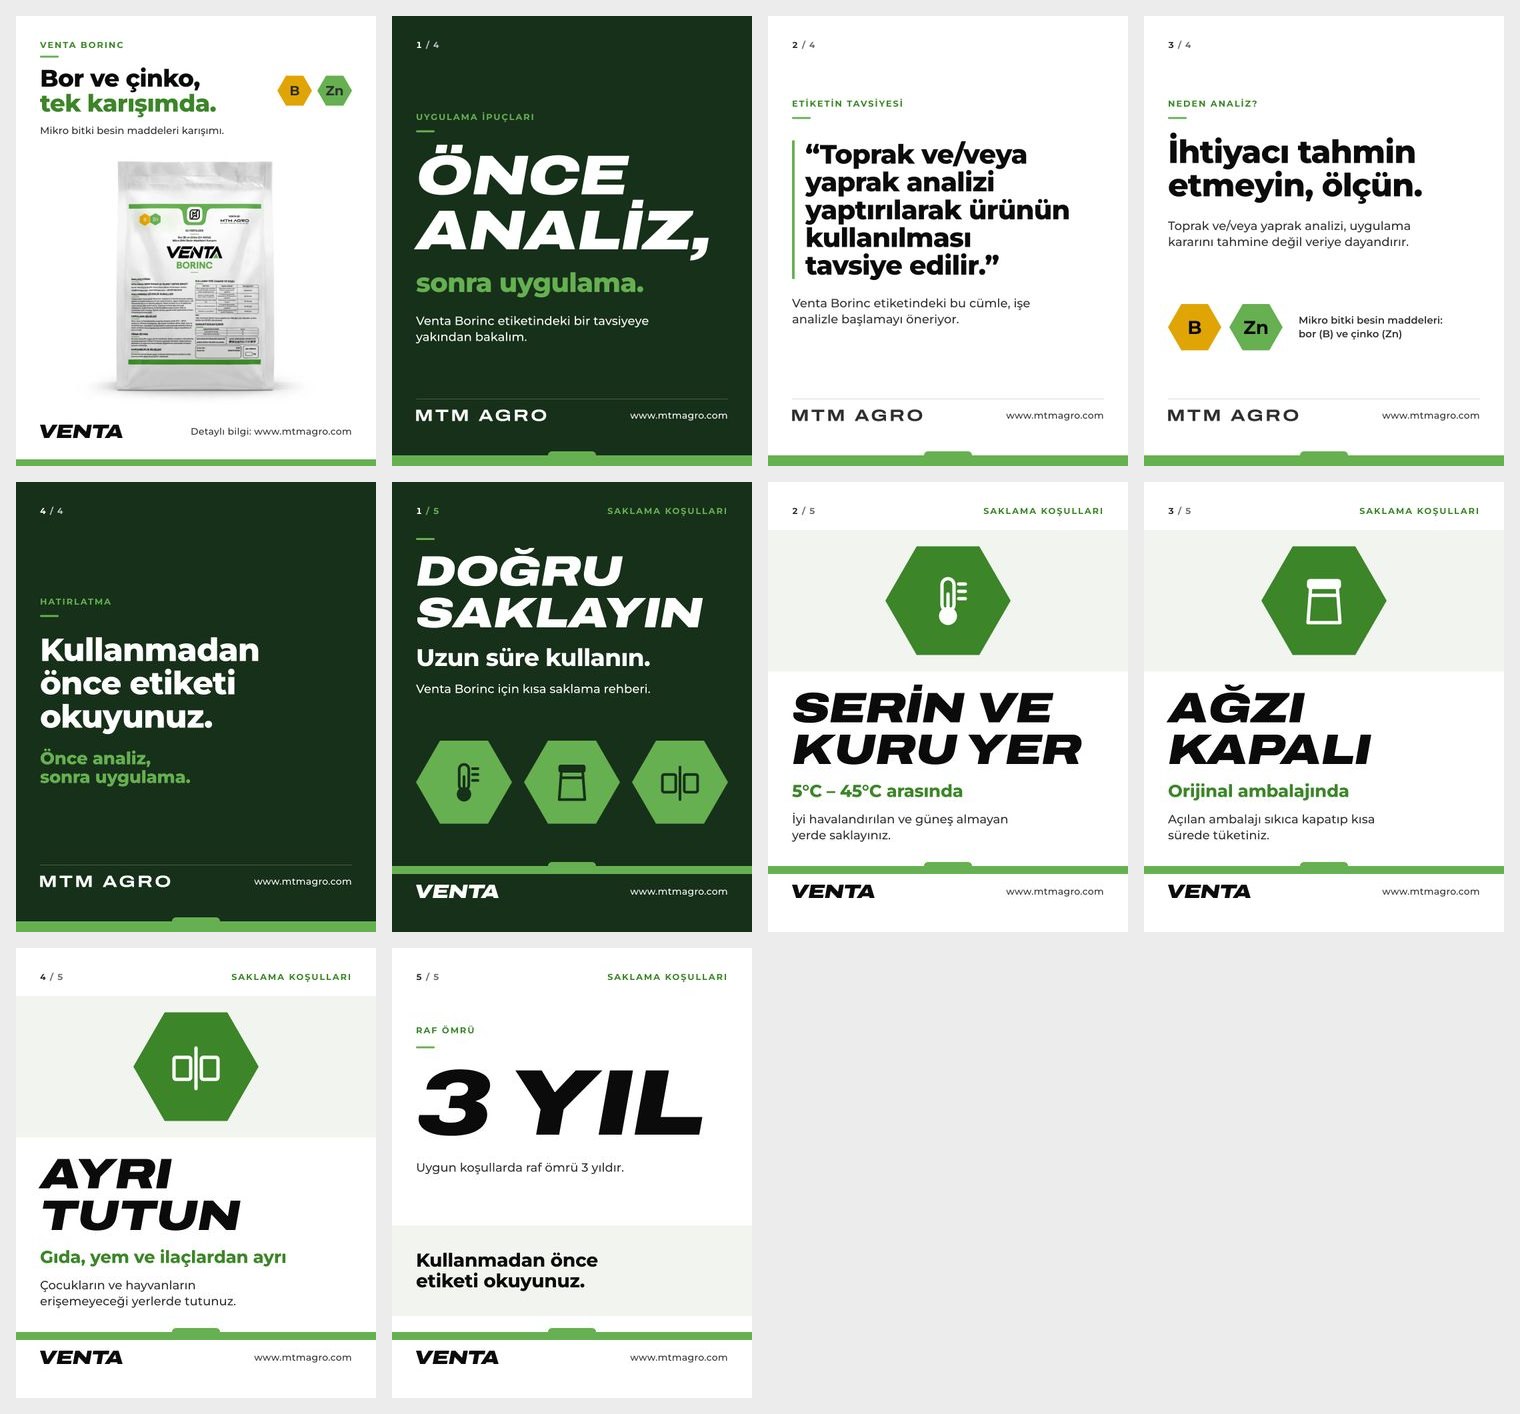 VENTA BORINC
Bor ve çinko,
tek karışımda.
Mikro bitki besin maddeleri karışımı.
B
Zn
B
Zn
MTM AGRO
VENTA
BORINC
VENTA
Detaylı bilgi: www.mtmagro.com
1 / 4
UYGULAMA İPUÇLARI
ÖNCE
ANALİZ,
sonra uygulama.
Venta Borinc etiketindeki bir tavsiyeye
yakından bakalım.
MTM AGRO
www.mtmagro.com
2 / 4
ETİKETİN TAVSİYESİ
“Toprak ve/veya
yaprak analizi
yaptırılarak ürünün
kullanılması
tavsiye edilir.”
Venta Borinc etiketindeki bu cümle, işe
analizle başlamayı öneriyor.
MTM AGRO
www.mtmagro.com
3 / 4
NEDEN ANALİZ?
İhtiyacı tahmin
etmeyin, ölçün.
Toprak ve/veya yaprak analizi, uygulama
kararını tahmine değil veriye dayandırır.
B
Zn
Mikro bitki besin maddeleri:
bor (B) ve çinko (Zn)
MTM AGRO
www.mtmagro.com
4 / 4
HATIRLATMA
Kullanmadan
önce etiketi
okuyunuz.
Önce analiz,
sonra uygulama.
MTM AGRO
www.mtmagro.com
1 / 5
SAKLAMA KOŞULLARI
DOĞRU
SAKLAYIN
Uzun süre kullanın.
Venta Borinc için kısa saklama rehberi.
VENTA
www.mtmagro.com
2 / 5
SAKLAMA KOŞULLARI
SERİN VE
KURU YER
5°C – 45°C arasında
İyi havalandırılan ve güneş almayan
yerde saklayınız.
VENTA
www.mtmagro.com
3 / 5
SAKLAMA KOŞULLARI
AĞZI
KAPALI
Orijinal ambalajında
Açılan ambalajı sıkıca kapatıp kısa
sürede tüketiniz.
VENTA
www.mtmagro.com
4 / 5
SAKLAMA KOŞULLARI
AYRI
TUTUN
Gıda, yem ve ilaçlardan ayrı
Çocukların ve hayvanların
erişemeyeceği yerlerde tutunuz.
VENTA
www.mtmagro.com
5 / 5
SAKLAMA KOŞULLARI
RAF ÖMRÜ
3 YIL
Uygun koşullarda raf ömrü 3 yıldır.
Kullanmadan önce
etiketi okuyunuz.
VENTA
www.mtmagro.com